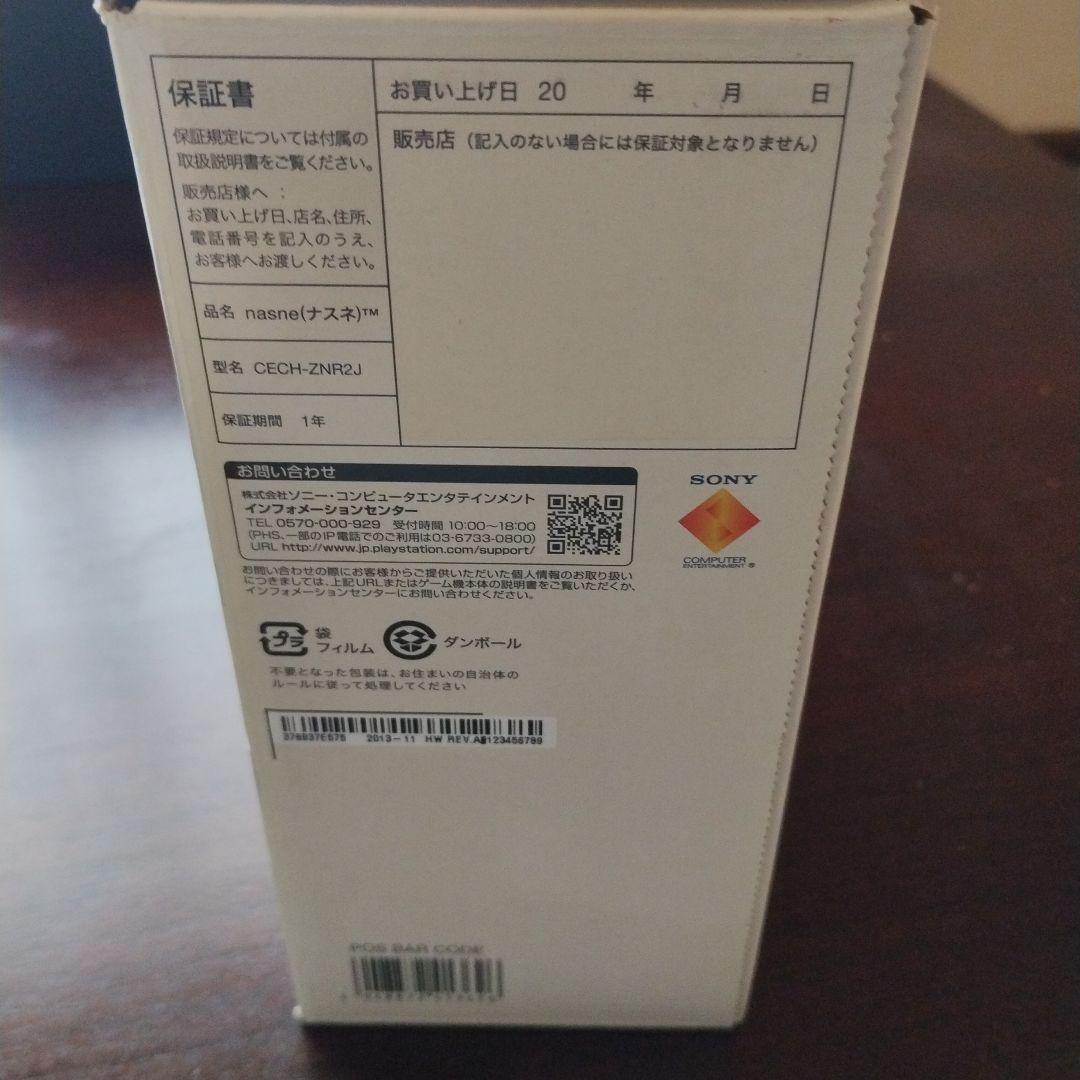 保証書
保証規定については付属の
取扱説明書をご覧ください。
販売店様へ：
お買い上げ日、店名、住所、
電話番号を記入のうえ、
お客様へお渡しください。
お買い上げ日 20 年 月 日
販売店（記入のない場合には保証対象となりません）
品名 nasne(ナスネ)™
型名 CECH-ZNR2J
保証期間 1年
お問い合わせ
株式会社ソニー・コンピュータエンタテインメント
インフォメーションセンター
TEL 0570-000-929 受付時間 10:00～18:00
(PHS、一部のIP電話でのご利用は03-6733-0800)
URL http://www.jp.playstation.com/support/
SONY
COMPUTER
ENTERTAINMENT ®
お問い合わせの際にお客様からご提供いただいた個人情報のお取り扱い
につきましては、上記URLまたはゲーム機本体の説明書をご覧いただくか、
インフォメーションセンターにお問い合わせください。
プラ
袋
フィルム
ダンボール
不要となった包装は、お住まいの自治体の
ルールに従って処理してください
2013-11 HW REV.A
POS BAR CODE